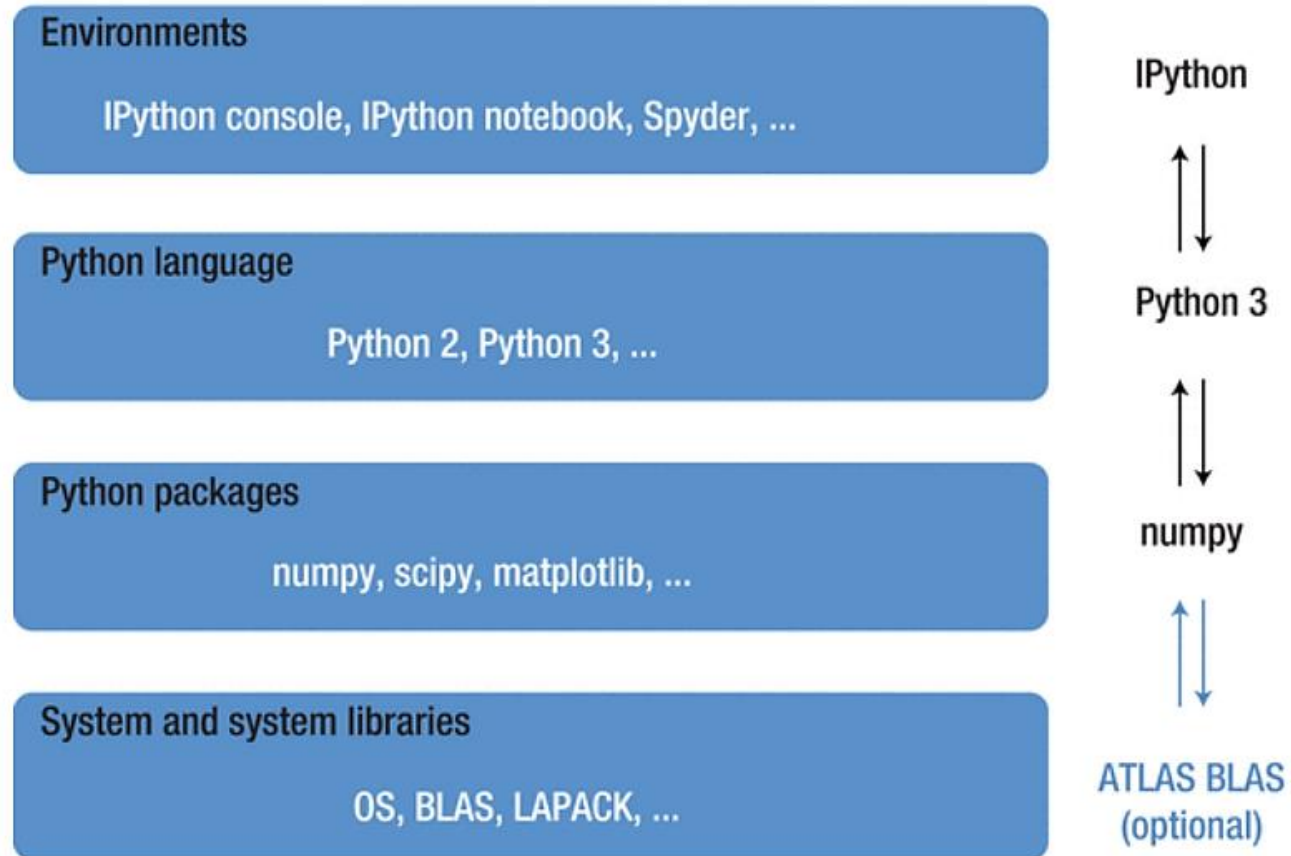 Environments
IPython console, IPython notebook, Spyder, ...
IPython
Python language
Python 2, Python 3, ...
Python 3
Python packages
numpy, scipy, matplotlib, ...
numpy
System and system libraries
OS, BLAS, LAPACK, ...
ATLAS BLAS
(optional)